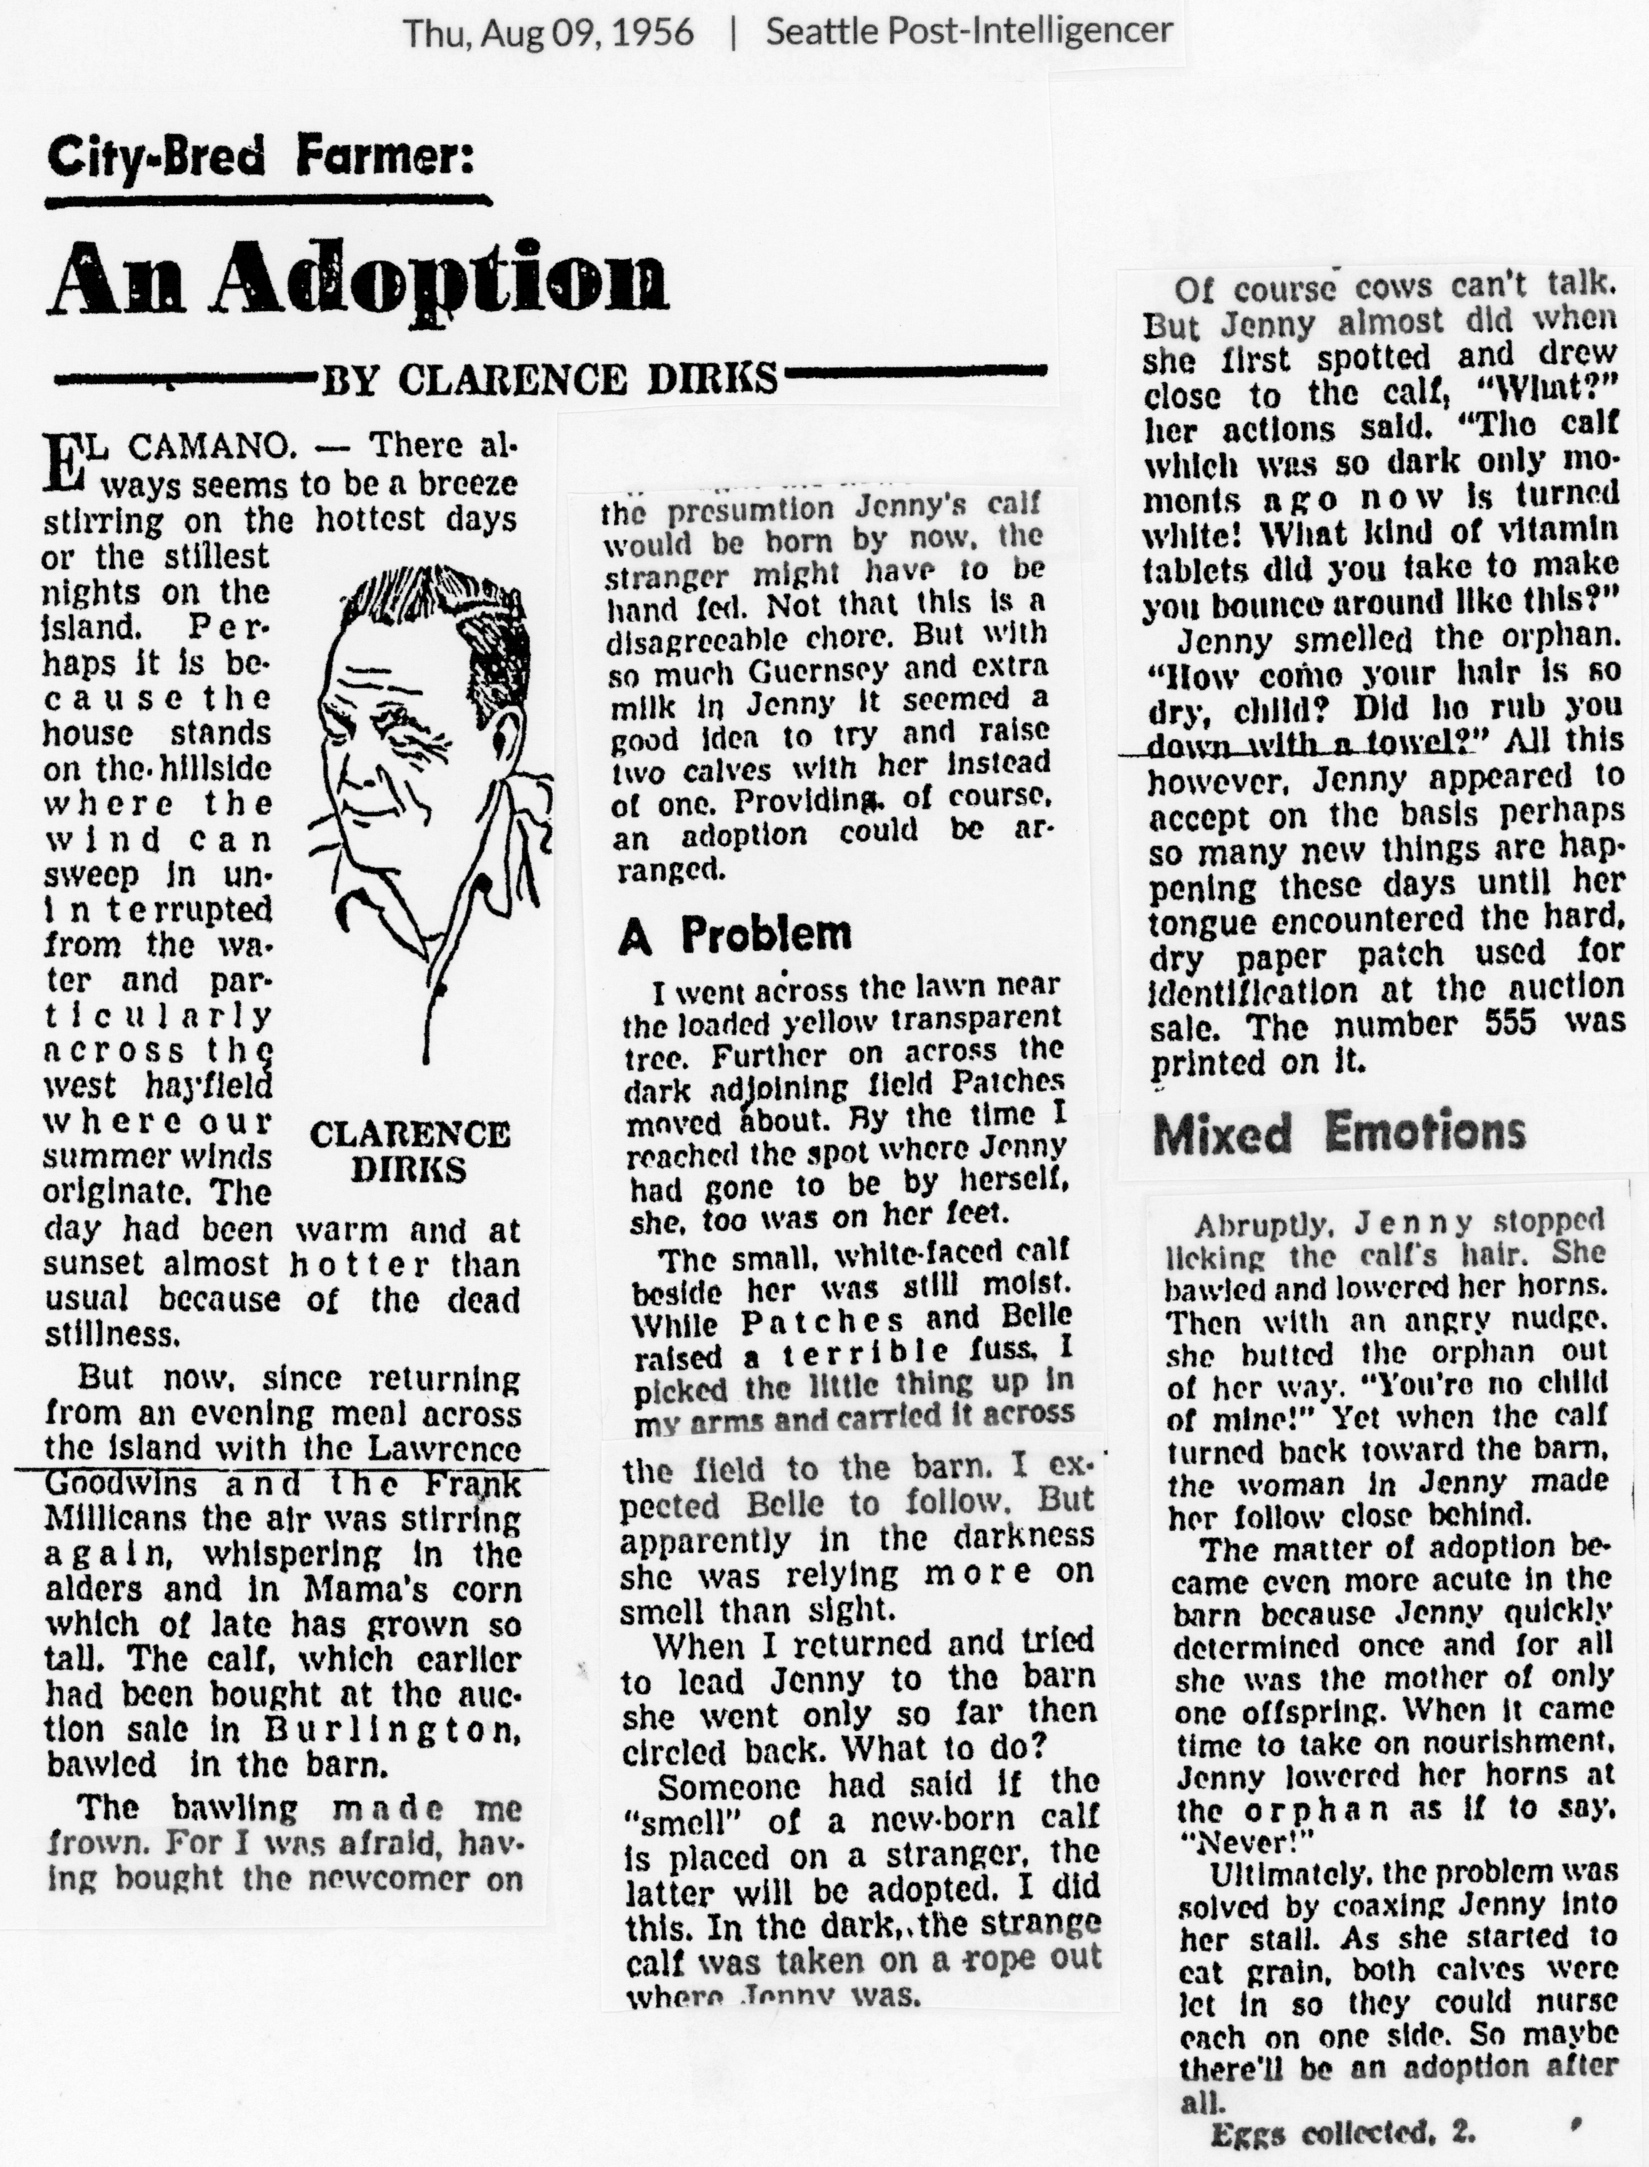 Thu, Aug 09, 1956 | Seattle Post-Intelligencer
City-Bred Farmer:
An Adoption
BY CLARENCE DIRKS
EL CAMANO. — There al-
ways seems to be a breeze
stirring on the hottest days
or the stillest
nights on the
island. Per-
haps it is be-
cause the
house stands
on the hillside
where the
wind can
sweep in un-
interrupted
from the wa-
ter and par-
ticularly
across the
west hayfield
where our
summer winds
originate. The
day had been warm and at
sunset almost hotter than
usual because of the dead
stillness.
CLARENCE
DIRKS
But now, since returning
from an evening meal across
the island with the Lawrence
Goodwins and the Frank
Millicans the air was stirring
again, whispering in the
alders and in Mama's corn
which of late has grown so
tall. The calf, which earlier
had been bought at the auc-
tion sale in Burlington,
bawled in the barn.
The bawling made me
frown. For I was afraid, hav-
ing bought the newcomer on
the presumtion Jenny's calf
would be born by now, the
stranger might have to be
hand fed. Not that this is a
disagreeable chore. But with
so much Guernsey and extra
milk in Jenny it seemed a
good idea to try and raise
two calves with her instead
of one. Providing, of course,
an adoption could be ar-
ranged.
A Problem
I went across the lawn near
the loaded yellow transparent
tree. Further on across the
dark adjoining field Patches
moved about. By the time I
reached the spot where Jenny
had gone to be by herself,
she, too was on her feet.
The small, white-faced calf
beside her was still moist.
While Patches and Belle
raised a terrible fuss, I
picked the little thing up in
my arms and carried it across
the field to the barn. I ex-
pected Belle to follow. But
apparently in the darkness
she was relying more on
smell than sight.
When I returned and tried
to lead Jenny to the barn
she went only so far then
circled back. What to do?
Someone had said if the
"smell" of a new-born calf
is placed on a stranger, the
latter will be adopted. I did
this. In the dark, the strange
calf was taken on a rope out
where Jenny was.
Of course cows can't talk.
But Jenny almost did when
she first spotted and drew
close to the calf, "What?"
her actions said. "The calf
which was so dark only mo-
ments ago now is turned
white! What kind of vitamin
tablets did you take to make
you bounce around like this?"
Jenny smelled the orphan.
"How come your hair is so
dry, child? Did he rub you
down with a towel?" All this
however, Jenny appeared to
accept on the basis perhaps
so many new things are hap-
pening these days until her
tongue encountered the hard,
dry paper patch used for
identification at the auction
sale. The number 555 was
printed on it.
Mixed Emotions
Abruptly, Jenny stopped
licking the calf's hair. She
bawled and lowered her horns.
Then with an angry nudge,
she butted the orphan out
of her way. "You're no child
of mine!" Yet when the calf
turned back toward the barn,
the woman in Jenny made
her follow close behind.
The matter of adoption be-
came even more acute in the
barn because Jenny quickly
determined once and for all
she was the mother of only
one offspring. When it came
time to take on nourishment,
Jenny lowered her horns at
the orphan as if to say,
"Never!"
Ultimately, the problem was
solved by coaxing Jenny into
her stall. As she started to
eat grain, both calves were
let in so they could nurse
each on one side. So maybe
there'll be an adoption after
all.
Eggs collected, 2.